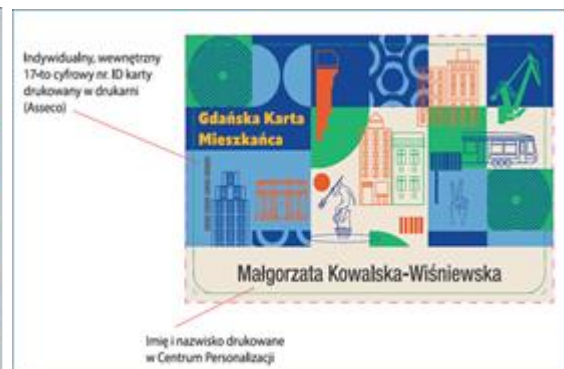 Indywidualny, wewnętrzny
17-to cyfrowy nr. ID karty
drukowany w drukarni
(Asseco)
Gdańska Karta
Mieszkańca
Małgorzata Kowalska-Wiśniewska
Imię i nazwisko drukowane
w Centrum Personalizacji